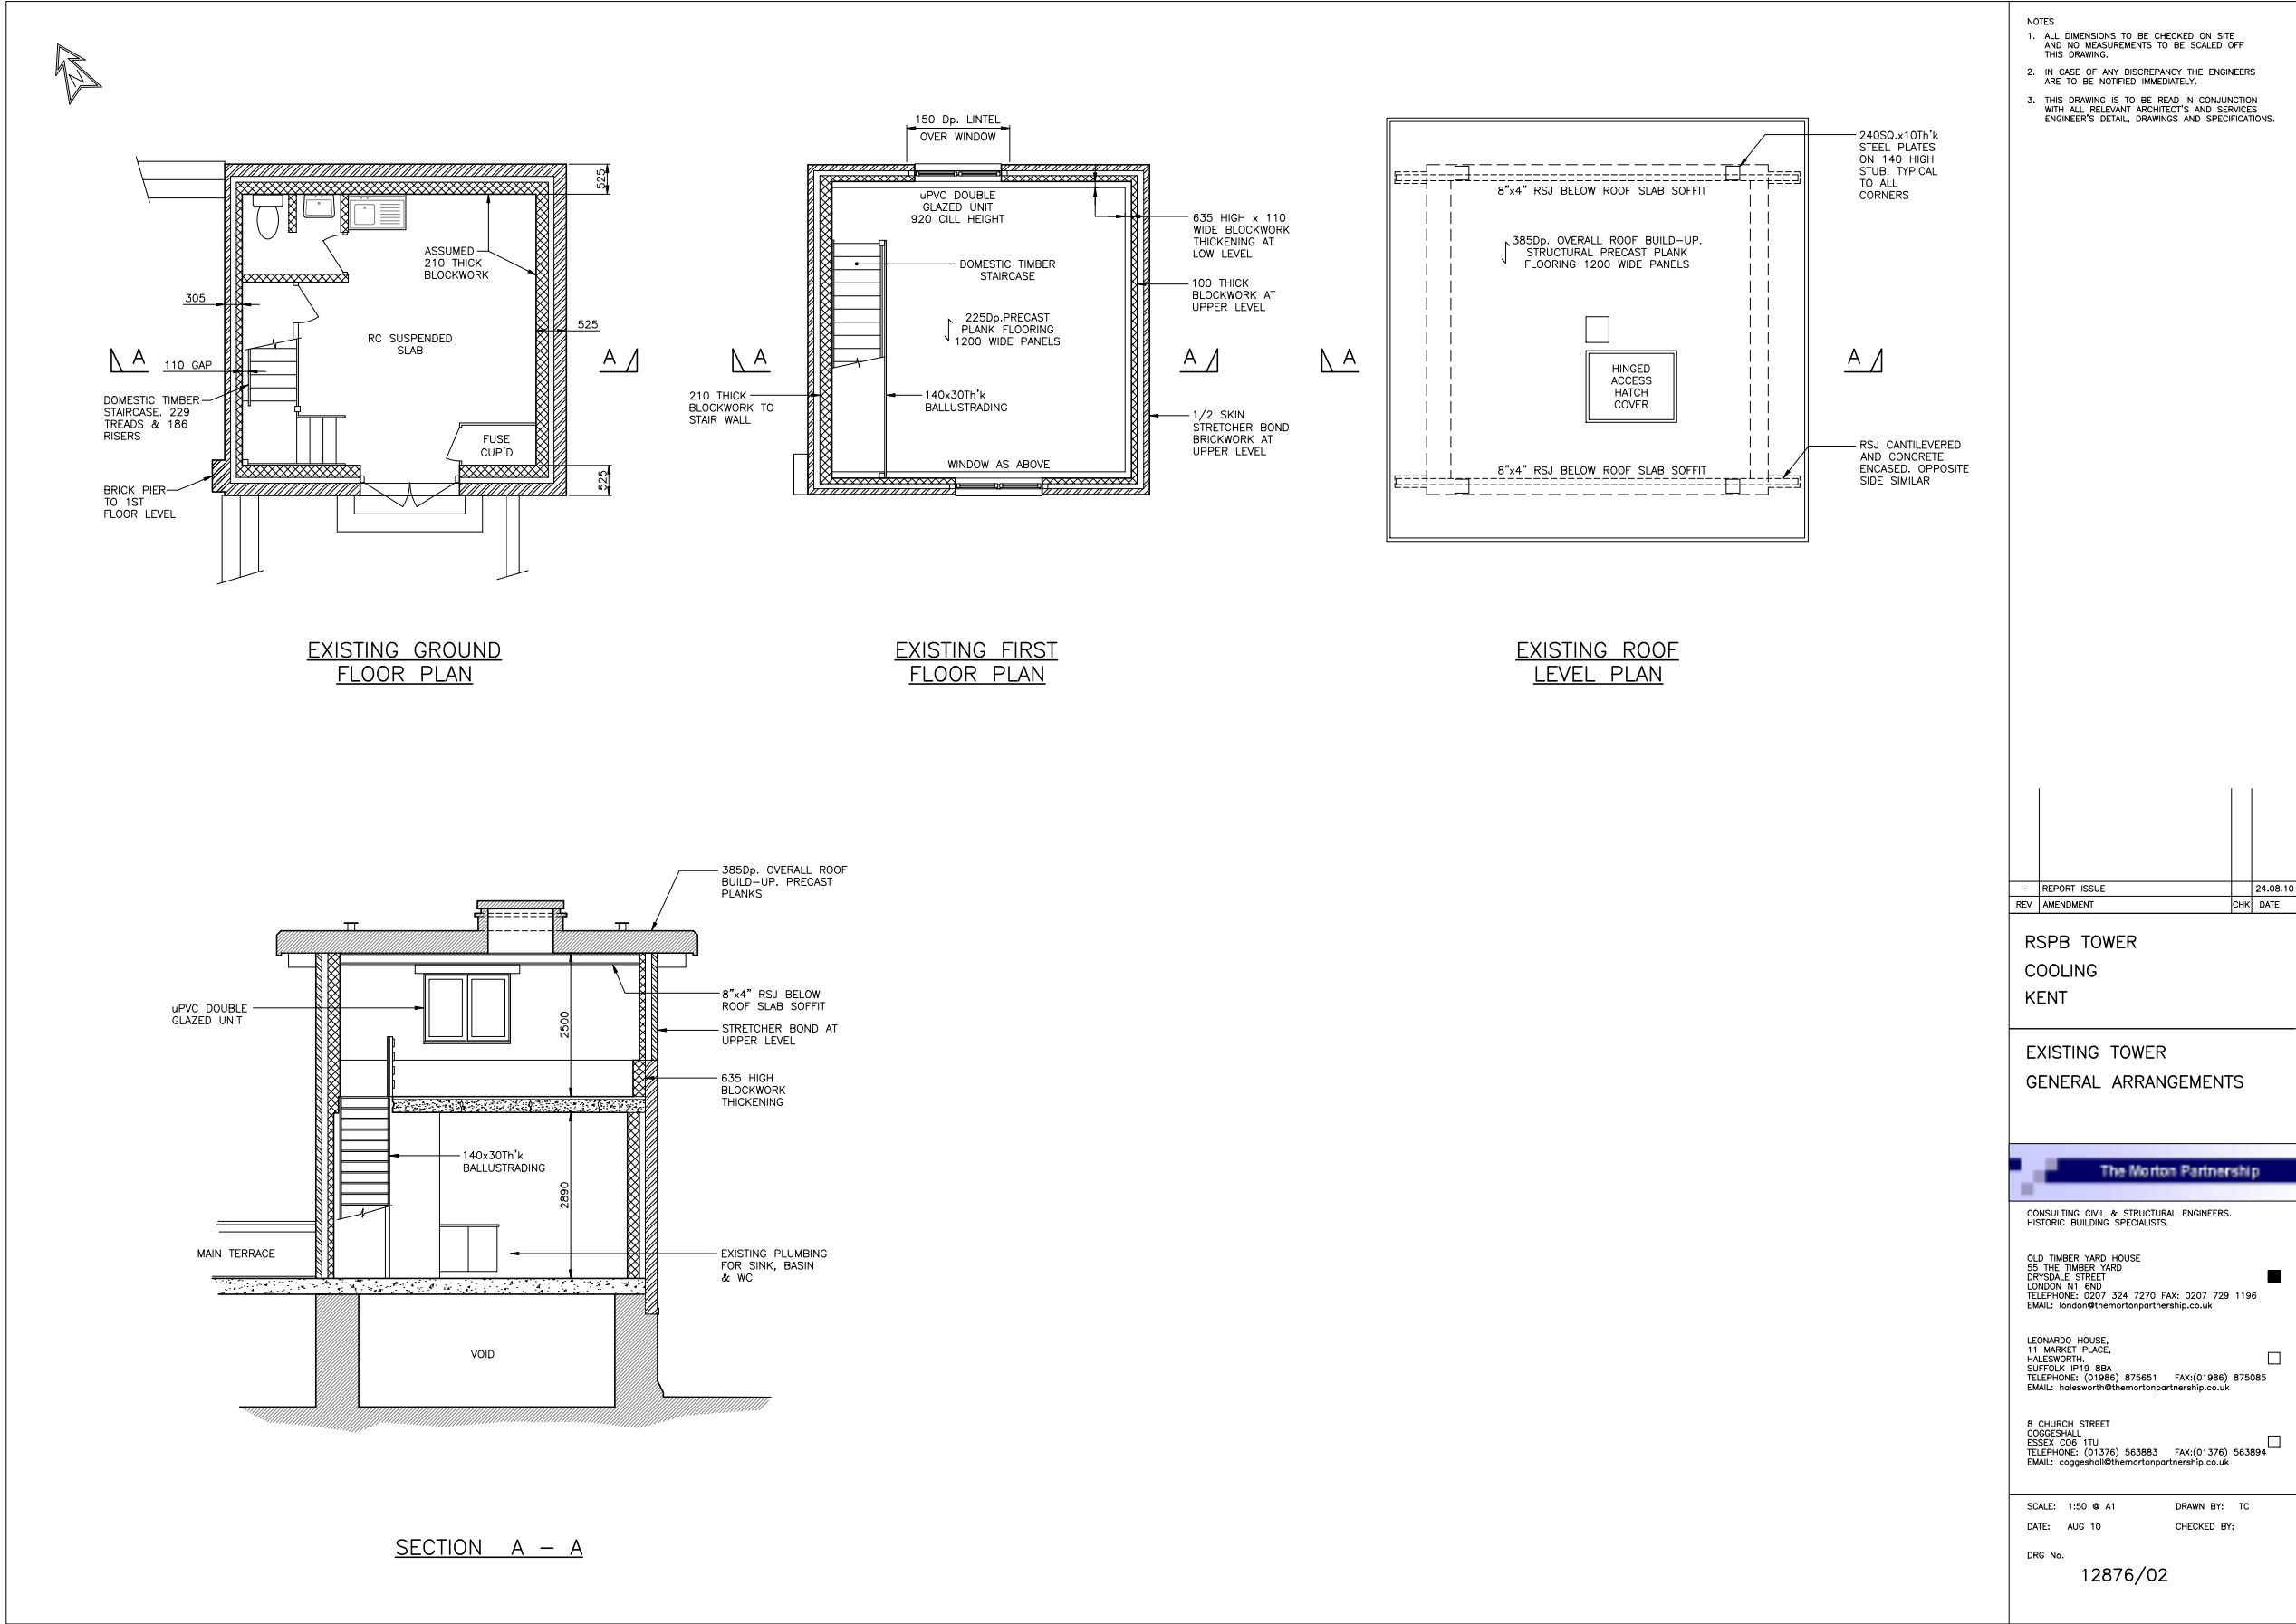 N
525
ASSUMED
210 THICK
BLOCKWORK
305
525
RC SUSPENDED
SLAB
A
A
110 GAP
DOMESTIC TIMBER
STAIRCASE. 229
TREADS & 186
RISERS
FUSE
CUP'D
525
BRICK PIER
TO 1ST
FLOOR LEVEL
EXISTING GROUND
FLOOR PLAN
150 Dp. LINTEL
OVER WINDOW
uPVC DOUBLE
GLAZED UNIT
920 CILL HEIGHT
635 HIGH x 110
WIDE BLOCKWORK
THICKENING AT
LOW LEVEL
DOMESTIC TIMBER
STAIRCASE
100 THICK
BLOCKWORK AT
UPPER LEVEL
225Dp.PRECAST
PLANK FLOORING
1200 WIDE PANELS
A
A
210 THICK
BLOCKWORK TO
STAIR WALL
140x30Th'k
BALLUSTRADING
1/2 SKIN
STRETCHER BOND
BRICKWORK AT
UPPER LEVEL
WINDOW AS ABOVE
EXISTING FIRST
FLOOR PLAN
240SQ.x10Th'k
STEEL PLATES
ON 140 HIGH
STUB. TYPICAL
TO ALL
CORNERS
8"x4" RSJ BELOW ROOF SLAB SOFFIT
385Dp. OVERALL ROOF BUILD-UP.
STRUCTURAL PRECAST PLANK
FLOORING 1200 WIDE PANELS
A
A
HINGED
ACCESS
HATCH
COVER
RSJ CANTILEVERED
AND CONCRETE
ENCASED. OPPOSITE
SIDE SIMILAR
8"x4" RSJ BELOW ROOF SLAB SOFFIT
EXISTING ROOF
LEVEL PLAN
385Dp. OVERALL ROOF
BUILD-UP. PRECAST
PLANKS
uPVC DOUBLE
GLAZED UNIT
8"x4" RSJ BELOW
ROOF SLAB SOFFIT
2500
STRETCHER BOND AT
UPPER LEVEL
635 HIGH
BLOCKWORK
THICKENING
140x30Th'k
BALLUSTRADING
2890
MAIN TERRACE
EXISTING PLUMBING
FOR SINK, BASIN
& WC
VOID
SECTION A - A
NOTES
1. ALL DIMENSIONS TO BE CHECKED ON SITE
AND NO MEASUREMENTS TO BE SCALED OFF
THIS DRAWING.
2. IN CASE OF ANY DISCREPANCY THE ENGINEERS
ARE TO BE NOTIFIED IMMEDIATELY.
3. THIS DRAWING IS TO BE READ IN CONJUNCTION
WITH ALL RELEVANT ARCHITECT'S AND SERVICES
ENGINEER'S DETAIL, DRAWINGS AND SPECIFICATIONS.
- REPORT ISSUE 24.08.10
REV AMENDMENT CHK DATE
RSPB TOWER
COOLING
KENT
EXISTING TOWER
GENERAL ARRANGEMENTS
The Morton Partnership
CONSULTING CIVIL & STRUCTURAL ENGINEERS.
HISTORIC BUILDING SPECIALISTS.
OLD TIMBER YARD HOUSE
55 THE TIMBER YARD
DRYSDALE STREET
LONDON N1 6ND
TELEPHONE: 0207 324 7270 FAX: 0207 729 1196
EMAIL: london@themortonpartnership.co.uk
LEONARDO HOUSE,
11 MARKET PLACE,
HALESWORTH.
SUFFOLK IP19 8BA
TELEPHONE: (01986) 875651 FAX:(01986) 875085
EMAIL: halesworth@themortonpartnership.co.uk
8 CHURCH STREET
COGGESHALL
ESSEX CO6 1TU
TELEPHONE: (01376) 563883 FAX:(01376) 563894
EMAIL: coggeshall@themortonpartnership.co.uk
SCALE: 1:50 @ A1 DRAWN BY: TC
DATE: AUG 10 CHECKED BY:
DRG No.
12876/02